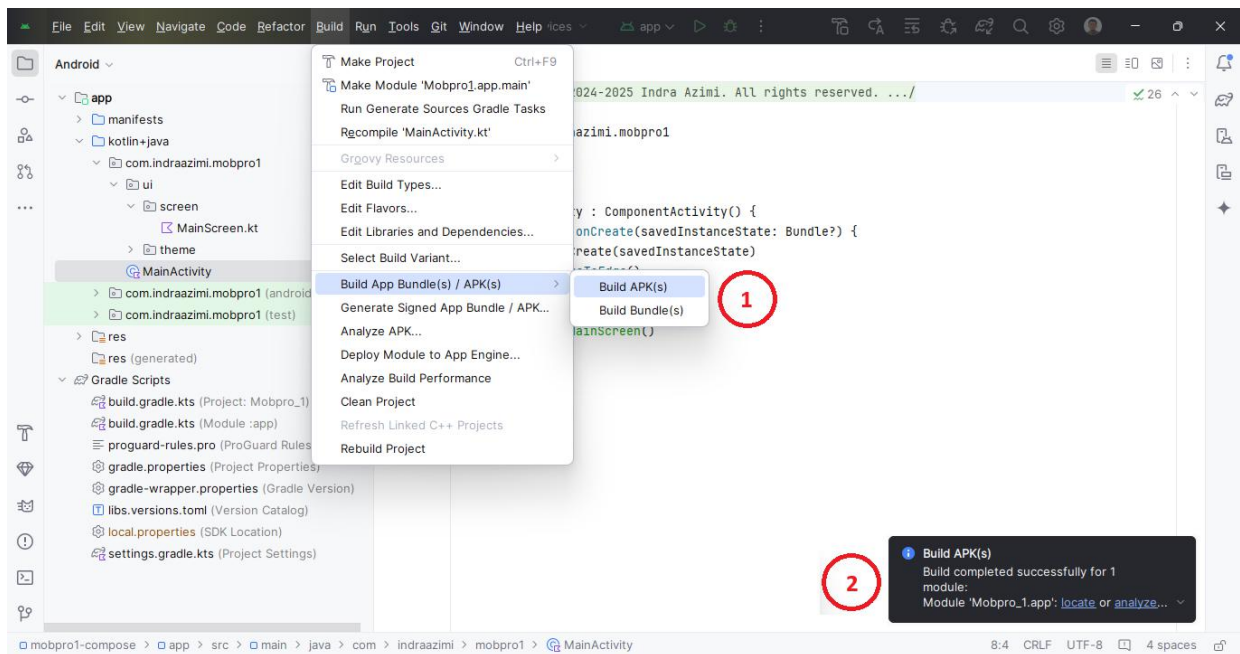 File Edit View Navigate Code Refactor Build Run Tools Git Window Help ices app
Android
app
manifests
kotlin+java
com.indraazimi.mobpro1
ui
screen
MainScreen.kt
theme
MainActivity
com.indraazimi.mobpro1 (android
com.indraazimi.mobpro1 (test)
res
res (generated)
Gradle Scripts
build.gradle.kts (Project: Mobpro_1)
build.gradle.kts (Module :app)
proguard-rules.pro (ProGuard Rules
gradle.properties (Project Properties)
gradle-wrapper.properties (Gradle Version)
libs.versions.toml (Version Catalog)
local.properties (SDK Location)
settings.gradle.kts (Project Settings)
Make Project Ctrl+F9
Make Module 'Mobpro1.app.main'
Run Generate Sources Gradle Tasks
Recompile 'MainActivity.kt'
Groovy Resources
Edit Build Types...
Edit Flavors...
Edit Libraries and Dependencies...
Select Build Variant...
Build App Bundle(s) / APK(s)
Generate Signed App Bundle / APK...
Analyze APK...
Deploy Module to App Engine...
Analyze Build Performance
Clean Project
Refresh Linked C++ Projects
Rebuild Project
Build APK(s)
Build Bundle(s)
1
024-2025 Indra Azimi. All rights reserved. .../
26
azimi.mobpro1
y : ComponentActivity() {
onCreate(savedInstanceState: Bundle?) {
reate(savedInstanceState)
MainScreen()
2
Build APK(s)
Build completed successfully for 1
module:
Module 'Mobpro_1.app': locate or analyze...
mobpro1-compose > app > src > main > java > com > indraazimi > mobpro1 > MainActivity 8:4 CRLF UTF-8 4 spaces